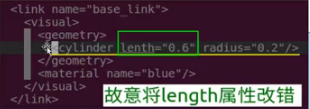 <link name="base_link">
<visual>
<geometry>
<cylinder lenth="0.6" radius="0.2"/>
</geometry>
<material name="blue"/>
</visual>
</link>
故意将length属性改错